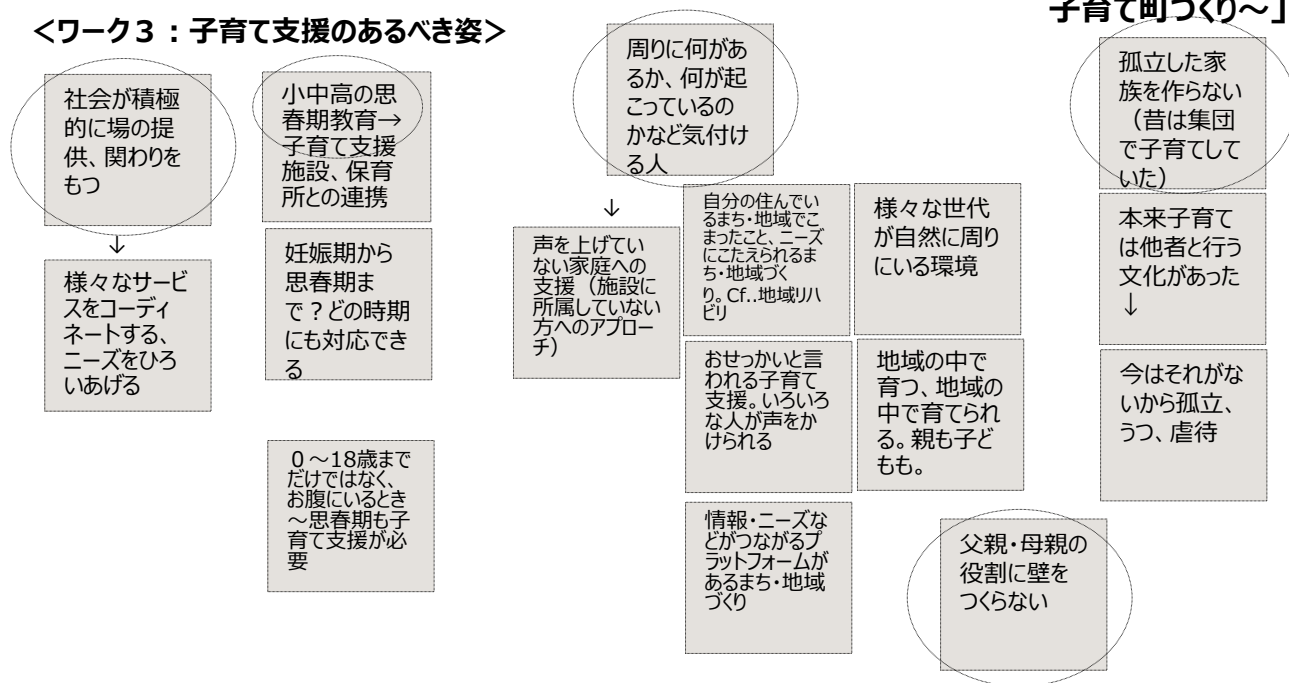 子育て町づくり～」
＜ワーク３：子育て支援のあるべき姿＞
社会が積極
的に場の提
供、関わりを
もつ
↓
様々なサービ
スをコーディ
ネートする、
ニーズをひろ
いあげる
小中高の思
春期教育→
子育て支援
施設、保育
所との連携
妊娠期から
思春期ま
で？どの時期
にも対応でき
る
０～18歳まで
だけではなく、
お腹にいるとき
～思春期も子
育て支援が必
要
周りに何があ
るか、何が起
こっているの
かなど気付け
る人
↓
声を上げてい
ない家庭への
支援（施設に
所属していない
方へのアプロー
チ）
自分の住んでい
るまち・地域でこ
まったこと、ニーズ
にこたえられるま
ち・地域づく
り。Cf..地域リハ
ビリ
おせっかいと言
われる子育て
支援。いろいろ
な人が声をか
けられる
情報・ニーズな
どがつながるプ
ラットフォームが
あるまち・地域
づくり
様々な世代
が自然に周り
にいる環境
地域の中で
育つ、地域の
中で育てられ
る。親も子ど
もも。
父親・母親の
役割に壁を
つくらない
孤立した家
族を作らない
（昔は集団
で子育てして
いた）
本来子育て
は他者と行う
文化があった
↓
今はそれがな
いから孤立、
うつ、虐待